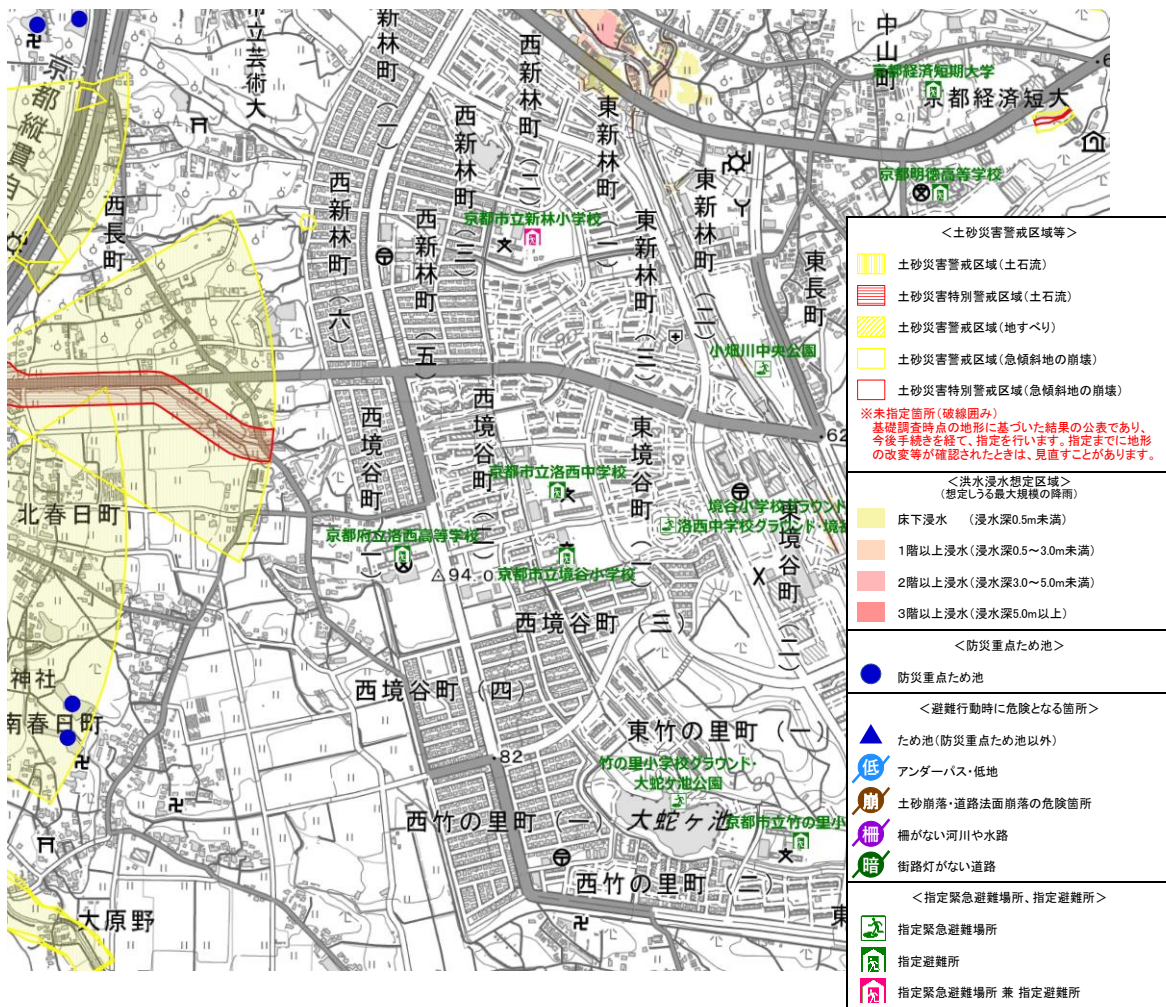 市立芸術大
西新林町(一)
西新林町(二)
西新林町(三)
東新林町(一)
中山町
京都経済短期大学
京都経済短大
京都縦貫自
西長町
西新林町(六)
西新林町(五)
京都市立新林小学校
東新林町(二)
東新林町(三)
京都明徳高等学校
東長町
小畑川中央公園
62
西境谷町(一)
西境谷町(二)
東境谷町(一)
東境谷町(二)
京都市立洛西中学校
境谷小学校グラウンド
北春日町
京都府立洛西高等学校
94.0
京都市立境谷小学校
西境谷町(三)
西境谷町(四)
神社
南春日町
82
東竹の里町(一)
竹の里小学校グラウンド・
大蛇ケ池公園
西竹の里町(一)
大蛇ヶ池
京都市立竹の里小
西竹の里町(二)
大原野
東
<土砂災害警戒区域等>
土砂災害警戒区域(土石流)
土砂災害特別警戒区域(土石流)
土砂災害警戒区域(地すべり)
土砂災害警戒区域(急傾斜地の崩壊)
土砂災害特別警戒区域(急傾斜地の崩壊)
※未指定箇所(破線囲み)
基礎調査時点の地形に基づいた結果の公表であり、
今後手続きを経て、指定を行います。指定までに地形
の改変等が確認されたときは、見直すことがあります。
<洪水浸水想定区域>
(想定しうる最大規模の降雨)
床下浸水 (浸水深0.5m未満)
1階以上浸水(浸水深0.5~3.0m未満)
2階以上浸水(浸水深3.0~5.0m未満)
3階以上浸水(浸水深5.0m以上)
<防災重点ため池>
防災重点ため池
<避難行動時に危険となる箇所>
ため池(防災重点ため池以外)
低 アンダーパス・低地
崩 土砂崩落・道路法面崩落の危険箇所
柵 柵がない河川や水路
暗 街路灯がない道路
<指定緊急避難場所、指定避難所>
指定緊急避難場所
指定避難所
指定緊急避難場所 兼 指定避難所